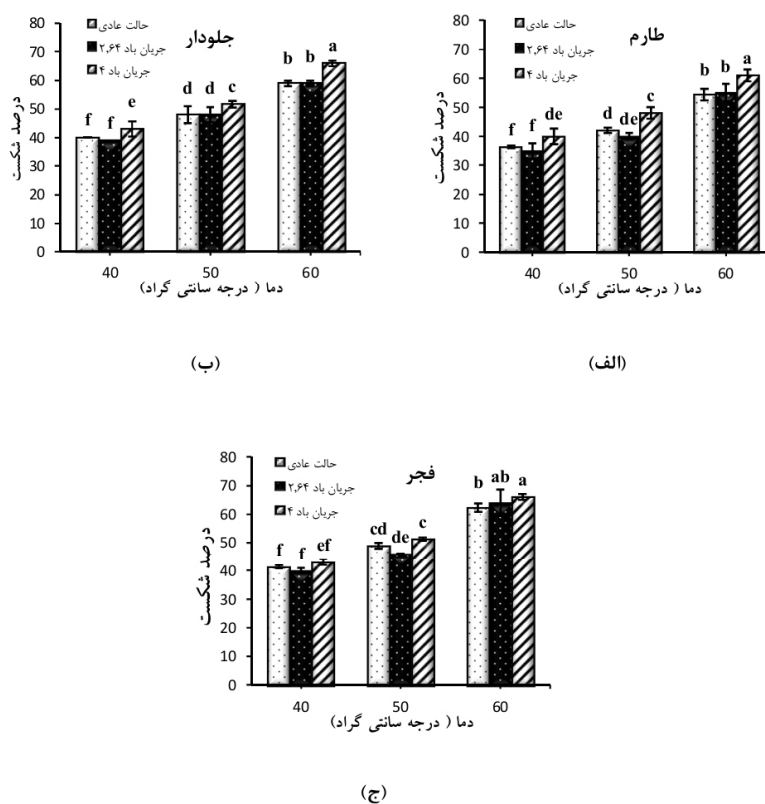 طارم
حالت عادی
جریان باد ۲,۶۴
جریان باد ۴
درصد شکست
80
70
60
50
40
30
20
10
0
f f de
d de c
b b a
40 50 60
دما ( درجه سانتی گراد)
(الف)
جلودار
حالت عادی
جریان باد ۲,۶۴
جریان باد ۴
درصد شکست
80
70
60
50
40
30
20
10
0
f f e
d d c
b b a
40 50 60
دما ( درجه سانتی گراد)
(ب)
فجر
حالت عادی
جریان باد ۲,۶۴
جریان باد ۴
درصد شکست
80
70
60
50
40
30
20
10
0
f f ef
cd de c
b ab a
40 50 60
دما ( درجه سانتی گراد)
(ج)